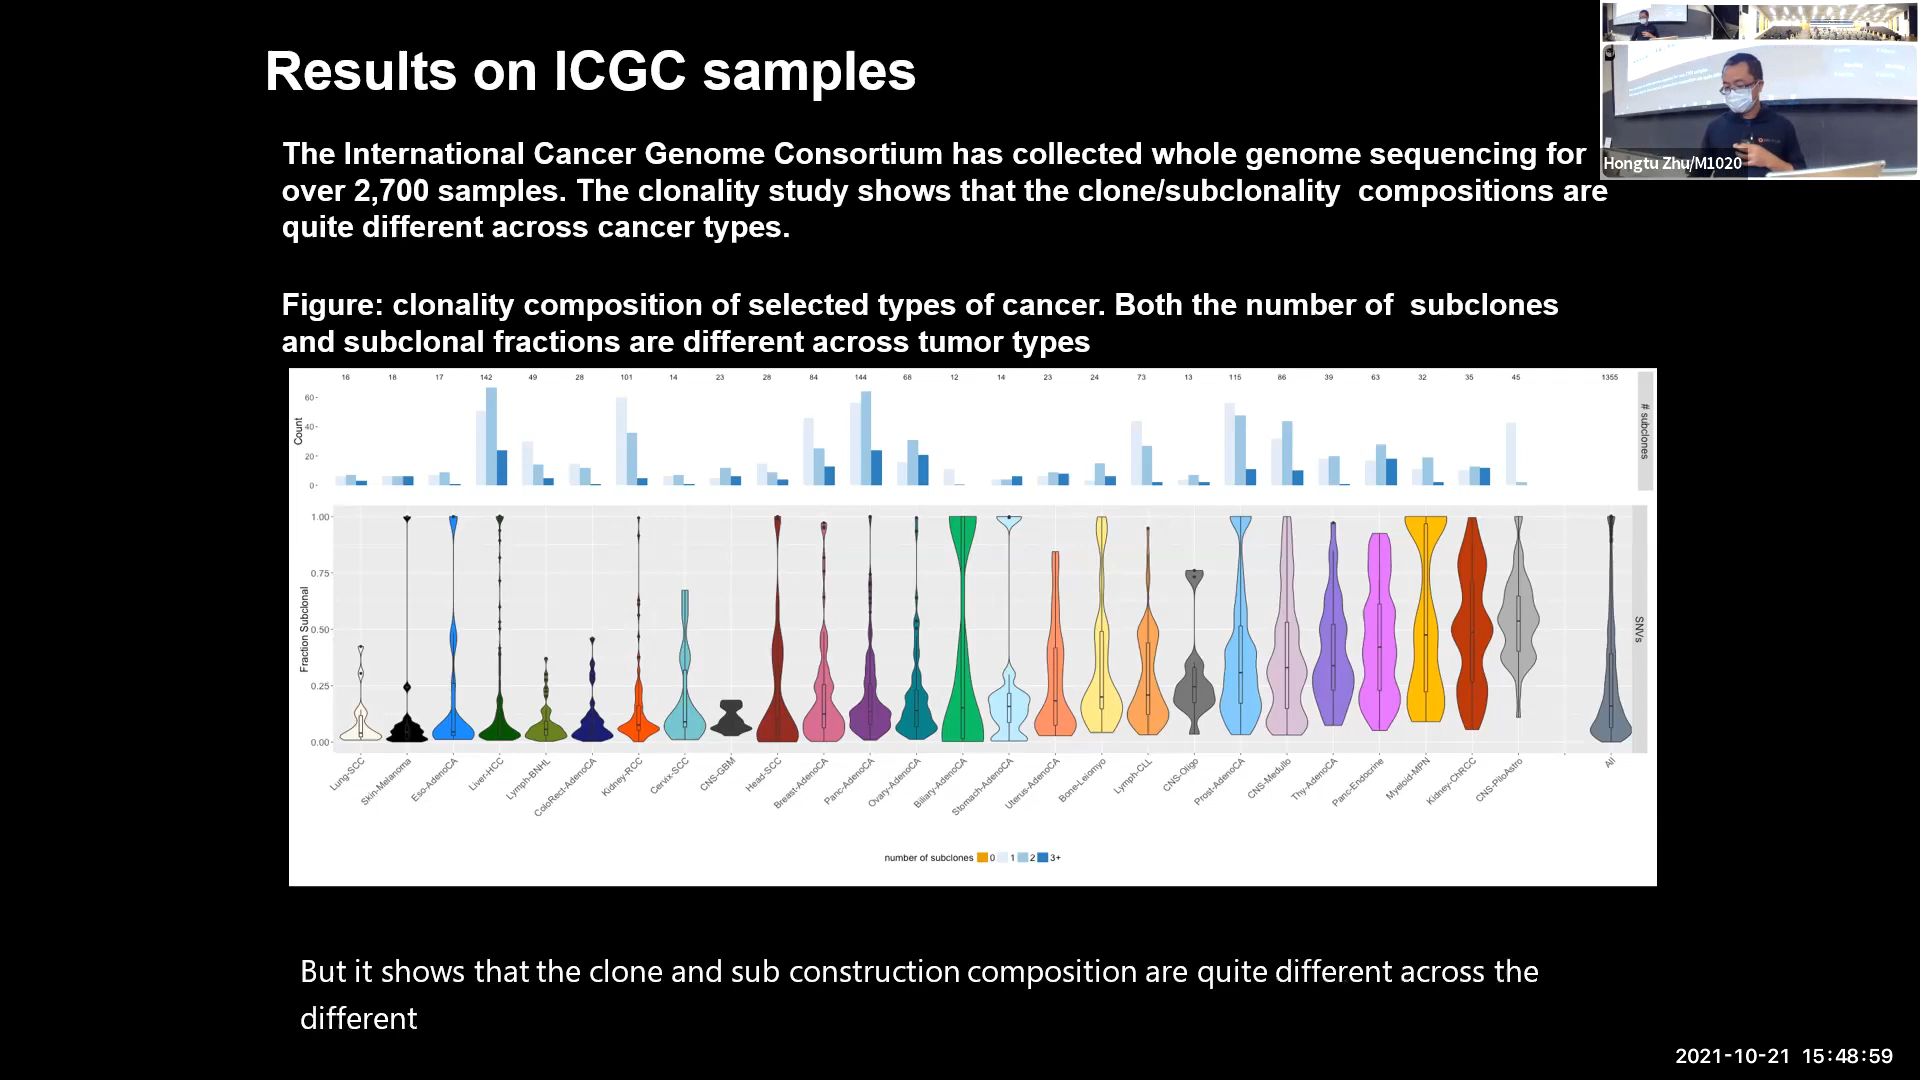 Results on ICGC samples
Hongtu Zhu/M1020
The International Cancer Genome Consortium has collected whole genome sequencing for
over 2,700 samples. The clonality study shows that the clone/subclonality compositions are
quite different across cancer types.
Figure: clonality composition of selected types of cancer. Both the number of subclones
and subclonal fractions are different across tumor types
16 18 17 142 49 28 101 14 23 28 84 144 68 12 14 23 24 73 13 115 86 39 63 32 35 45 1355
Count
60
40
20
0
# subclones
Fraction Subclonal
1.00
0.75
0.50
0.25
0.00
SNVs
Lung-SCC
Skin-Melanoma
Eso-AdenoCA
Liver-HCC
Lymph-BNHL
ColoRect-AdenoCA
Kidney-RCC
Cervix-SCC
CNS-GBM
Head-SCC
Breast-AdenoCA
Panc-AdenoCA
Ovary-AdenoCA
Biliary-AdenoCA
Stomach-AdenoCA
Uterus-AdenoCA
Bone-Leiomyo
Lymph-CLL
CNS-Oligo
Prost-AdenoCA
CNS-Medullo
Thy-AdenoCA
Panc-Endocrine
Myeloid-MPN
Kidney-ChRCC
CNS-PiloAstro
All
number of subclones 0 1 2 3+
But it shows that the clone and sub construction composition are quite different across the
different
2021-10-21 15:48:59